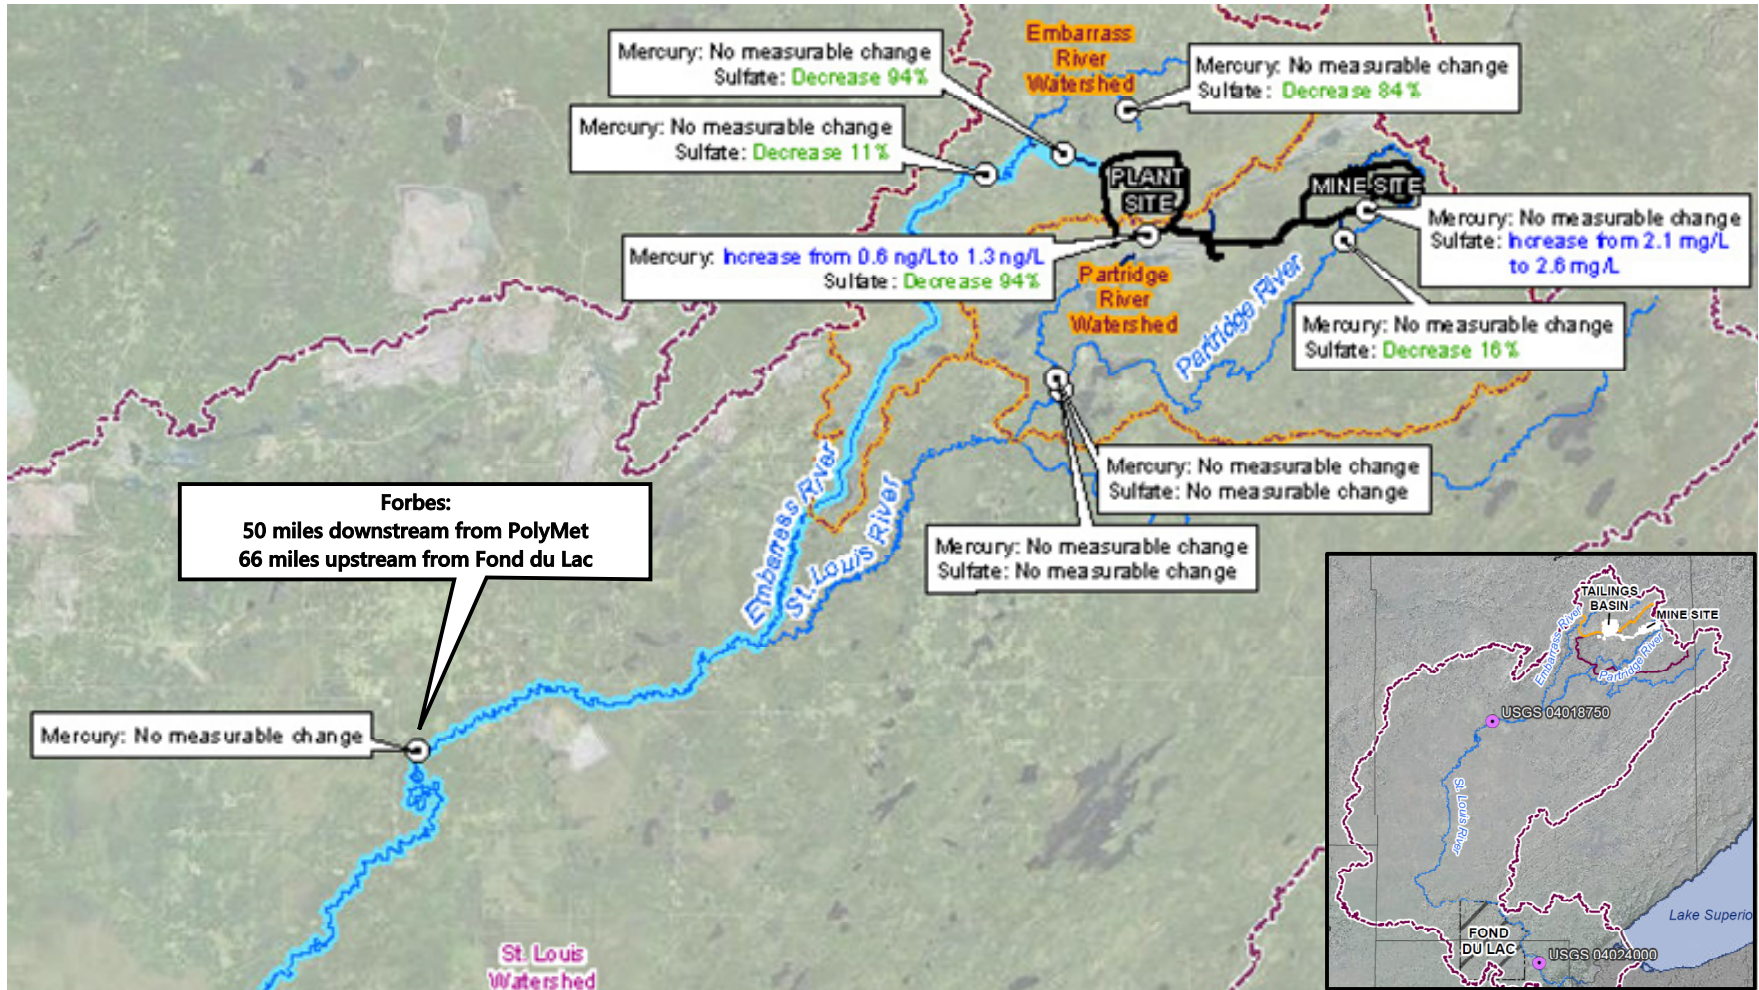 Mercury: No measurable change
Sulfate: Decrease 94%
Embarrass
River
Watershed
Mercury: No measurable change
Sulfate: Decrease 84%
Mercury: No measurable change
Sulfate: Decrease 11%
PLANT
SITE
MINE SITE
Mercury: No measurable change
Sulfate: Increase from 2.1 mg/L
to 2.6 mg/L
Mercury: Increase from 0.6 ng/L to 1.3 ng/L
Sulfate: Decrease 94%
Partridge
River
Watershed
Partridge River
Mercury: No measurable change
Sulfate: Decrease 16%
Mercury: No measurable change
Sulfate: No measurable change
Mercury: No measurable change
Sulfate: No measurable change
Embarrass River
St. Louis River
Forbes:
50 miles downstream from PolyMet
66 miles upstream from Fond du Lac
Mercury: No measurable change
St. Louis
Watershed
TAILINGS
BASIN
MINE SITE
Embarrass River
Partridge River
USGS 04018750
St. Louis River
Lake Superio
FOND
DU LAC
USGS 04024000